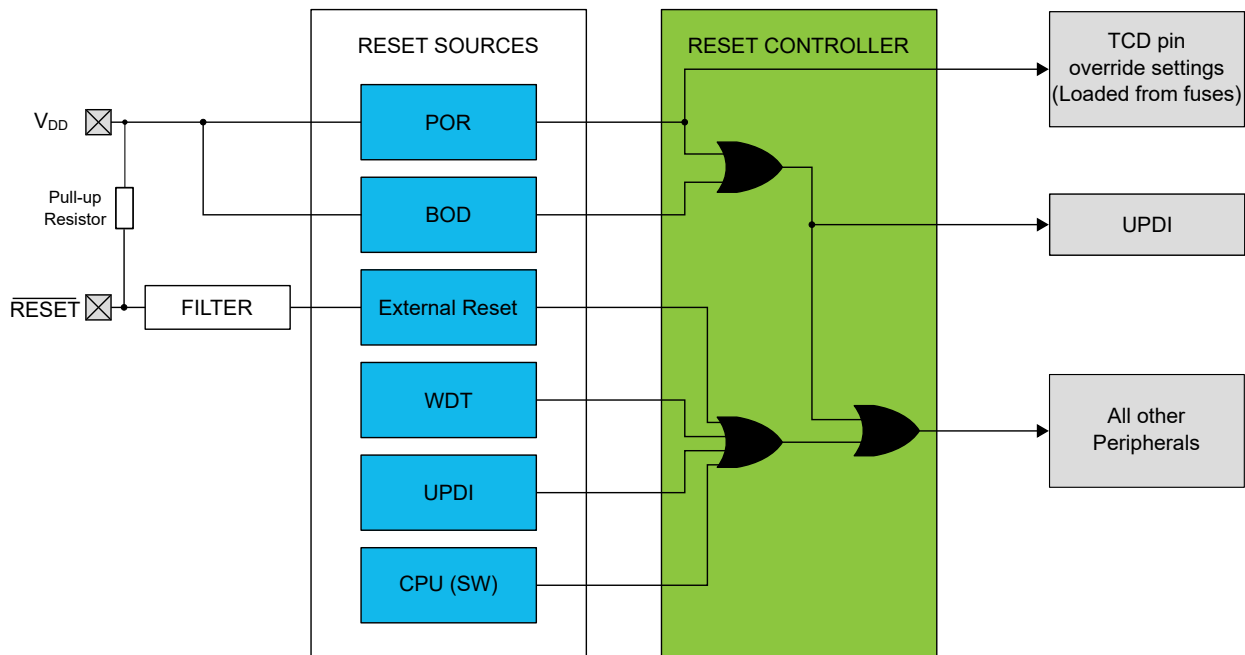 RESET SOURCES
RESET CONTROLLER
TCD pin
override settings
(Loaded from fuses)
VDD
POR
Pull-up
Resistor
BOD
UPDI
RESET
FILTER
External Reset
WDT
All other
Peripherals
UPDI
CPU (SW)